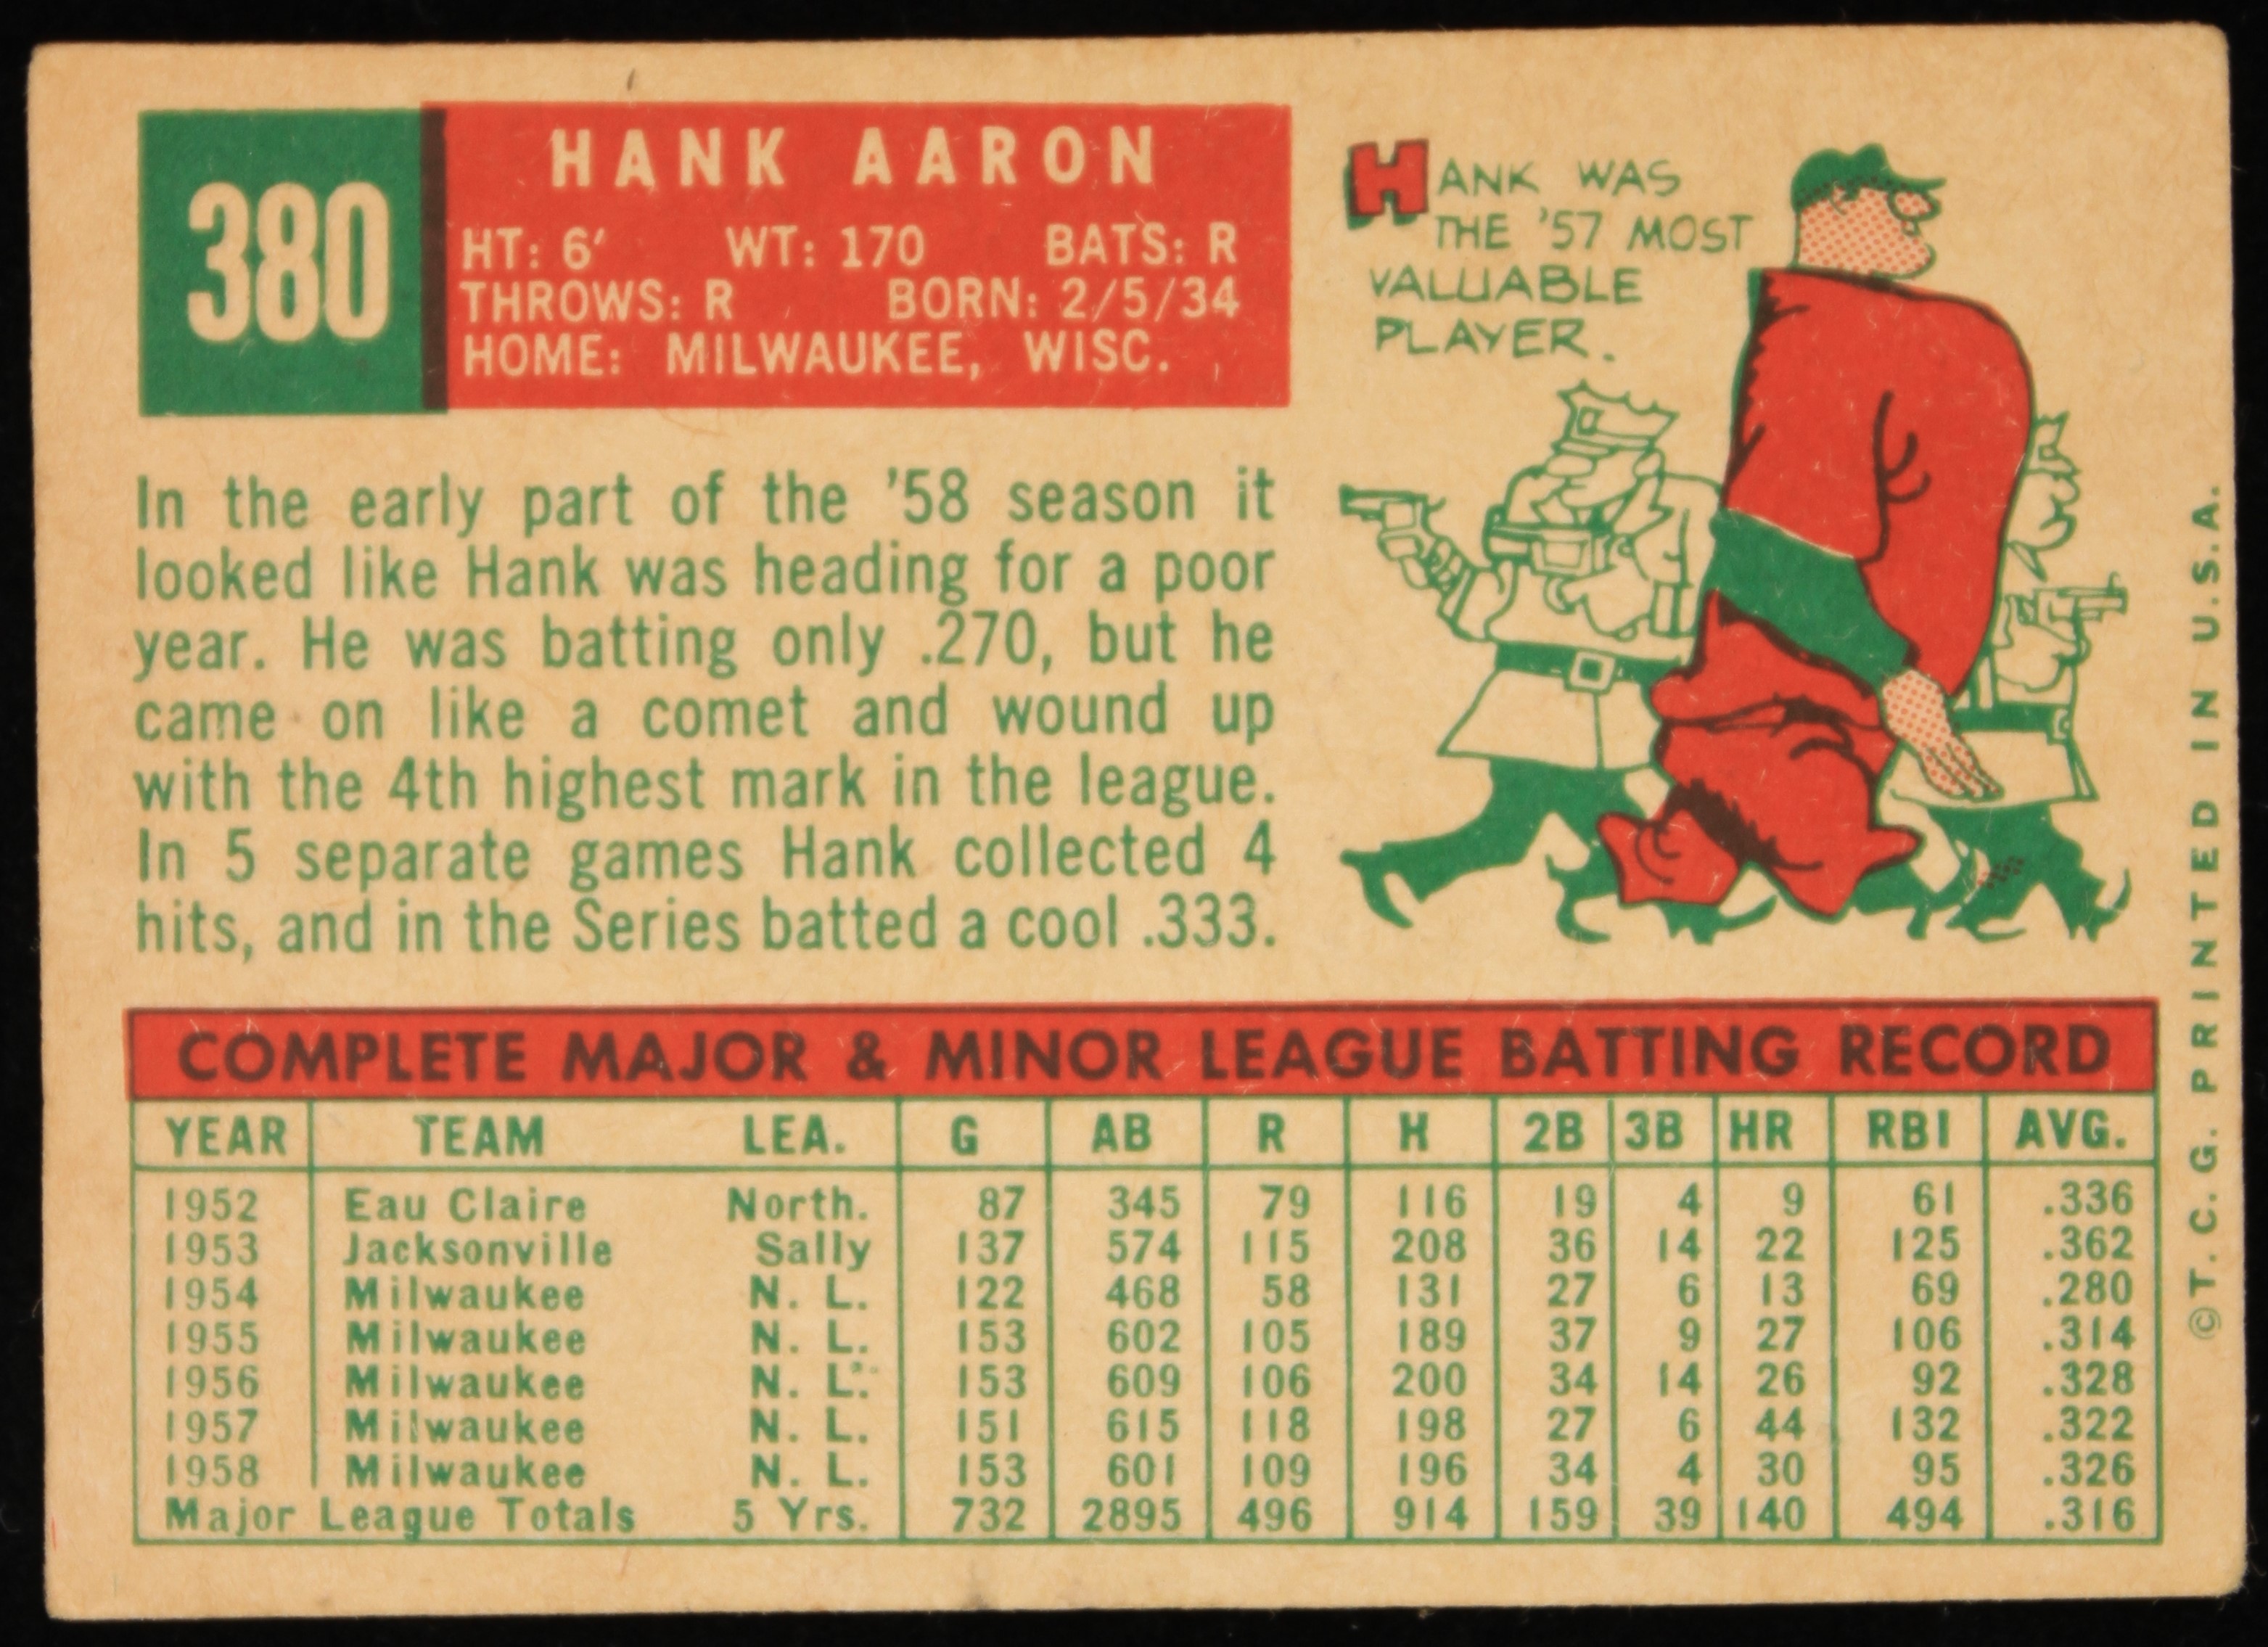 380
HANK AARON
HT: 6' WT: 170 BATS: R
THROWS: R BORN: 2/5/34
HOME: MILWAUKEE, WISC.
HANK WAS
THE '57 MOST
VALUABLE
PLAYER.
In the early part of the '58 season it
looked like Hank was heading for a poor
year. He was batting only .270, but he
came on like a comet and wound up
with the 4th highest mark in the league.
In 5 separate games Hank collected 4
hits, and in the Series batted a cool .333.
COMPLETE MAJOR & MINOR LEAGUE BATTING RECORD
YEAR TEAM LEA. G AB R H 2B 3B HR RBI AVG.
1952 Eau Claire North. 87 345 79 116 19 4 9 61 .336
1953 Jacksonville Sally 137 574 115 208 36 14 22 125 .362
1954 Milwaukee N. L. 122 468 58 131 27 6 13 69 .280
1955 Milwaukee N. L. 153 602 105 189 37 9 27 106 .314
1956 Milwaukee N. L. 153 609 106 200 34 14 26 92 .328
1957 Milwaukee N. L. 151 615 118 198 27 6 44 132 .322
1958 Milwaukee N. L. 153 601 109 196 34 4 30 95 .326
Major League Totals 5 Yrs. 732 2895 496 914 159 39 140 494 .316
©T.C.G. PRINTED IN U.S.A.